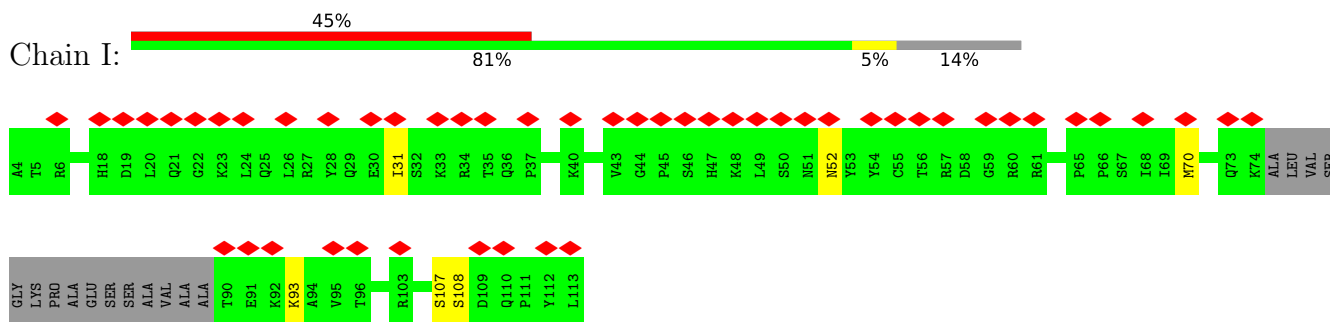 45%
Chain I:
81% 5% 14%
A4 T5 R6 H18 D19 L20 Q21 G22 K23 L24 Q25 L26 R27 Y28 Q29 E30 I31 S32 K33 R34 T35 Q36 P37 K40 V43 G44 P45 S46 H47 K48 L49 S50 N51 N52 Y53 Y54 C55 T56 R57 D58 G59 R60 R61 P65 P66 S67 I68 I69 M70 Q73 K74 ALA LEU VAL SER
GLY LYS PRO ALA GLU SER SER ALA VAL ALA ALA T90 E91 K92 K93 A94 V95 T96 R103 S107 S108 D109 Q110 P111 Y112 L113